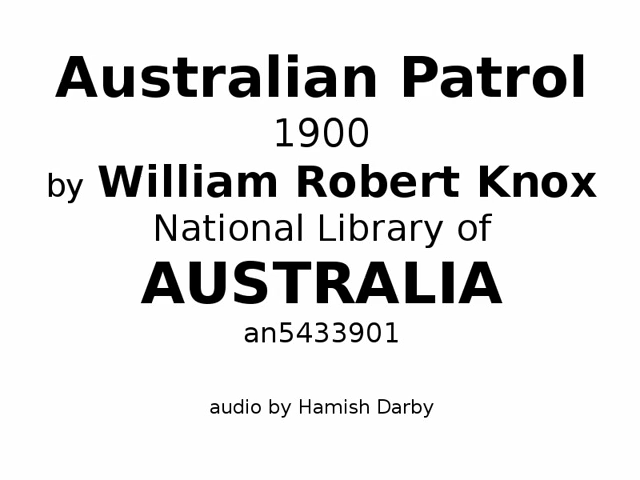 Australian Patrol
1900
by William Robert Knox
National Library of
AUSTRALIA
an5433901
audio by Hamish Darby